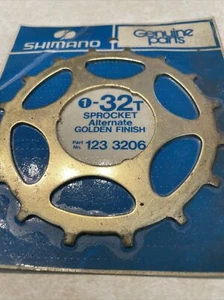 SHIMANO
Genuine
parts
1-32T
SPROCKET
Alternate
GOLDEN FINISH
Part No. 123 3206